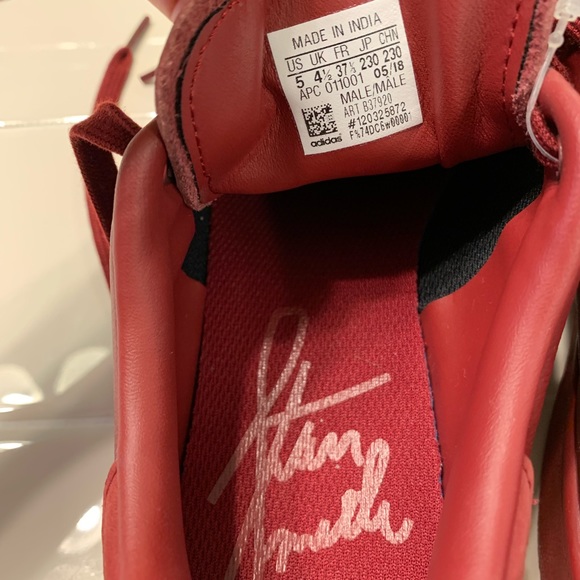 MADE IN INDIA
US UK FR JP CHN
5 4½ 37⅓ 230 230
APC 011001 05/18
MALE/MALE
ART B37920
#120325872
F%74DC6w0000!
adidas
Stan
Smith